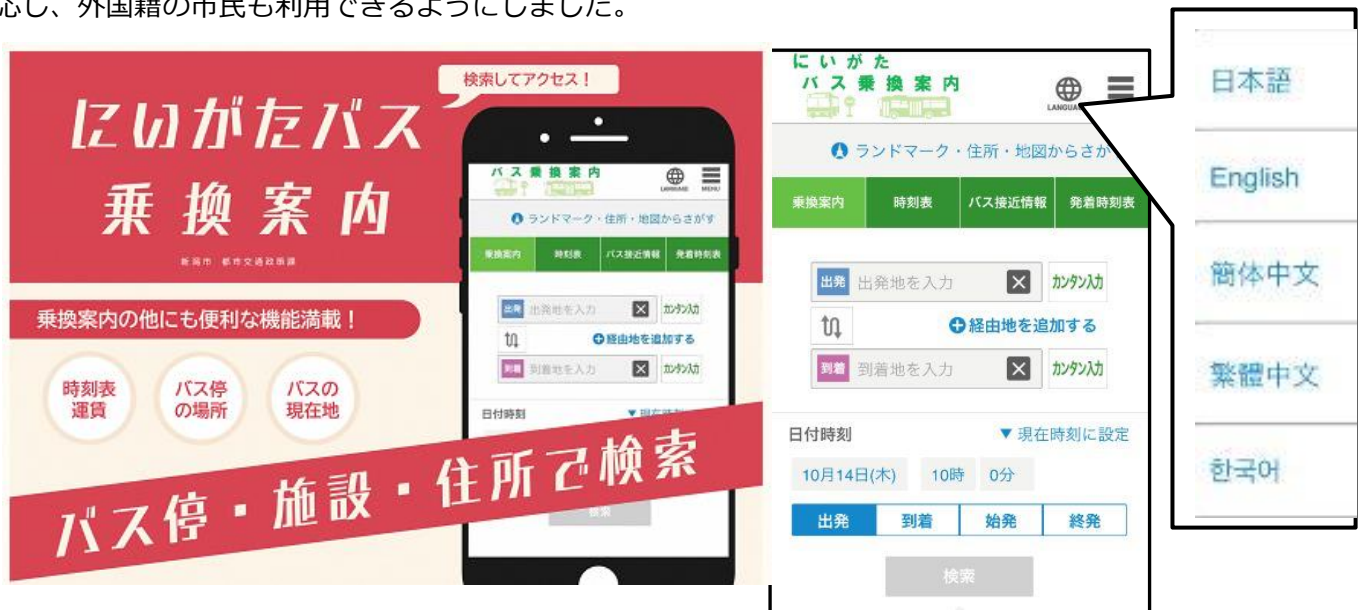 応し、外国籍の市民も利用できるようにしました。
検索してアクセス！
にいがたバス
乗換案内
新潟市 都市交通政策課
乗換案内の他にも便利な機能満載！
時刻表
運賃
バス停
の場所
バスの
現在地
バス停・施設・住所で検索
バス乗換案内
LANGUAGE
MENU
ランドマーク・住所・地図からさがす
乗換案内
時刻表
バス接近情報
発着時刻表
出発
出発地を入力
カンタン入力
経由地を追加する
到着
到着地を入力
カンタン入力
日付時刻
検索
にいがた
バス乗換案内
ランドマーク・住所・地図からさが
乗換案内
時刻表
バス接近情報
発着時刻表
出発
出発地を入力
カンタン入力
経由地を追加する
到着
到着地を入力
カンタン入力
日付時刻
▼現在時刻に設定
10月14日(木)
10時
0分
出発
到着
始発
終発
検索
日本語
English
簡体中文
繁體中文
한국어